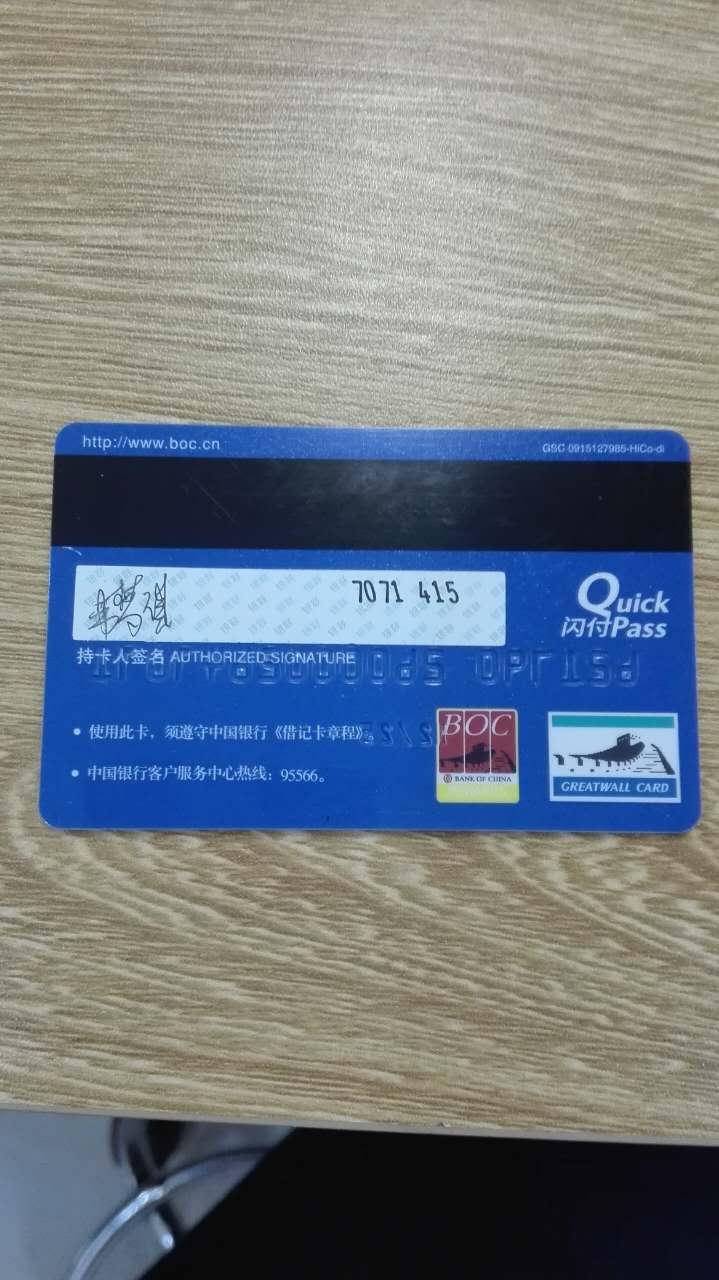 http://www.boc.cn
GSC 0915127985-HiCo-di
7071 415
Quick
闪付Pass
持卡人签名 AUTHORIZED SIGNATURE
• 使用此卡，须遵守中国银行《借记卡章程》。
• 中国银行客户服务中心热线：95566。
BOC
BANK OF CHINA
GREATWALL CARD